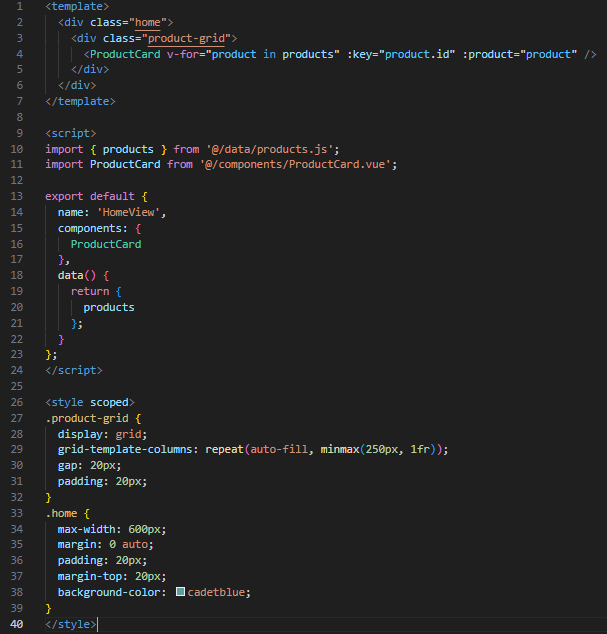 1 <template>
2   <div class="home">
3     <div class="product-grid">
4       <ProductCard v-for="product in products" :key="product.id" :product="product" />
5     </div>
6   </div>
7 </template>
8
9 <script>
10 import { products } from '@/data/products.js';
11 import ProductCard from '@/components/ProductCard.vue';
12
13 export default {
14   name: 'HomeView',
15   components: {
16     ProductCard
17   },
18   data() {
19     return {
20       products
21     };
22   }
23 };
24 </script>
25
26 <style scoped>
27 .product-grid {
28   display: grid;
29   grid-template-columns: repeat(auto-fill, minmax(250px, 1fr));
30   gap: 20px;
31   padding: 20px;
32 }
33 .home {
34   max-width: 600px;
35   margin: 0 auto;
36   padding: 20px;
37   margin-top: 20px;
38   background-color: cadetblue;
39 }
40 </style>